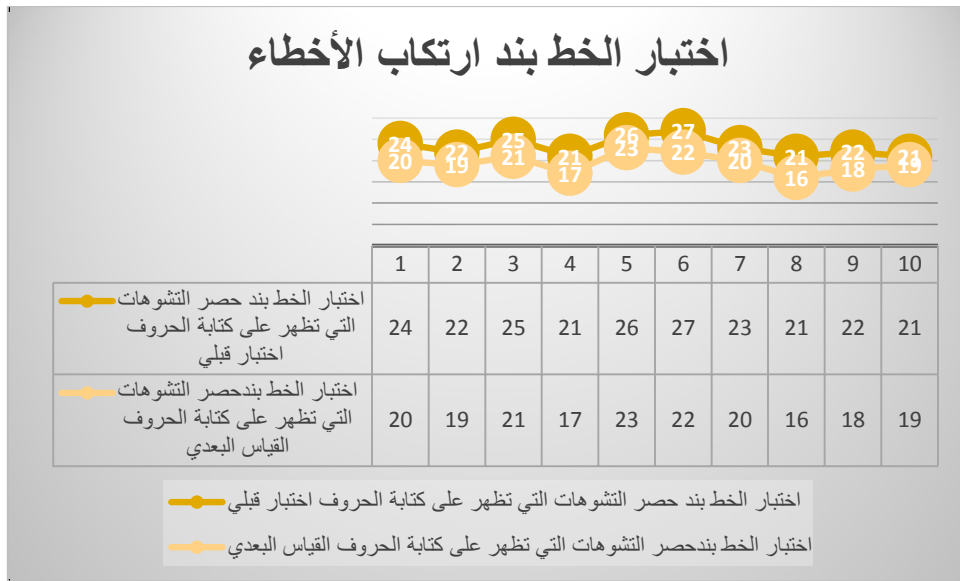 اختبار الخط بند ارتكاب الأخطاء
24 22 25 21 26 27 23 21 22 21
20 19 21 17 23 22 20 16 18 19
1 2 3 4 5 6 7 8 9 10
اختبار الخط بند حصر التشوهات
التي تظهر على كتابة الحروف
اختبار قبلي
24 22 25 21 26 27 23 21 22 21
اختبار الخط بندحصر التشوهات
التي تظهر على كتابة الحروف
القياس البعدي
20 19 21 17 23 22 20 16 18 19
اختبار الخط بند حصر التشوهات التي تظهر على كتابة الحروف اختبار قبلي
اختبار الخط بندحصر التشوهات التي تظهر على كتابة الحروف القياس البعدي